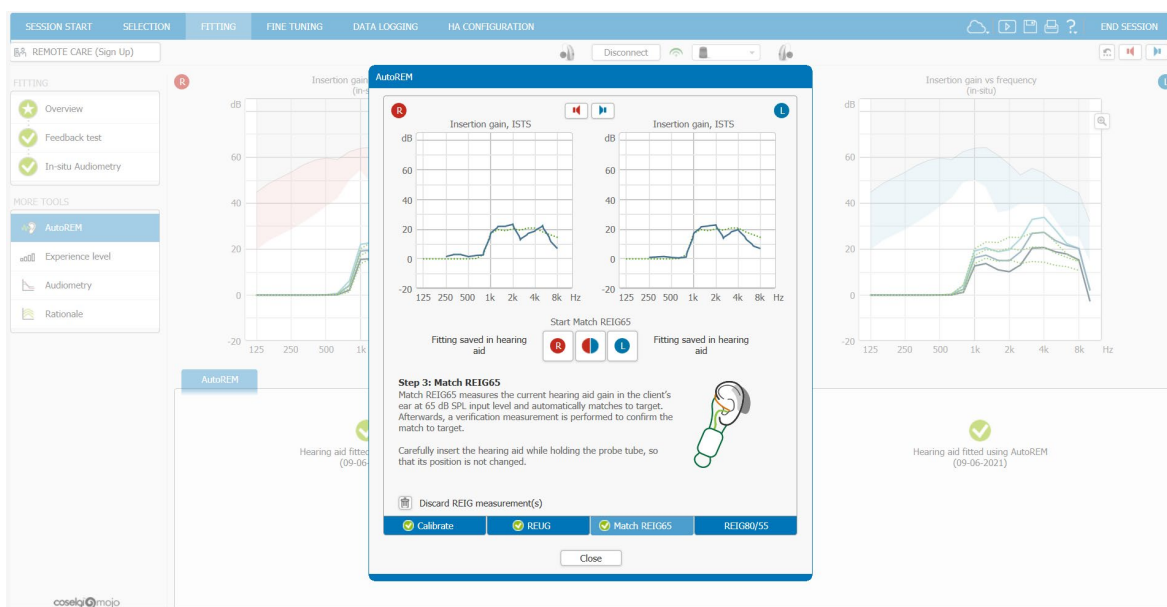 SESSION START SELECTION FITTING FINE TUNING DATA LOGGING HA CONFIGURATION END SESSION
REMOTE CARE (Sign Up) Disconnect
FITTING
Overview
Feedback test
In-situ Audiometry
MORE TOOLS
AutoREM
Experience level
Audiometry
Rationale
coselgi mojo
R
Insertion gain
(in-s
dB
60
40
20
0
-20
125 250 500 1k
AutoREM
Hearing aid fitted
(09-06-
AutoREM
R L
Insertion gain, ISTS
dB
60
40
20
0
-20
125 250 500 1k 2k 4k 8k Hz
Insertion gain, ISTS
dB
60
40
20
0
-20
125 250 500 1k 2k 4k 8k Hz
Start Match REIG65
Fitting saved in hearing
aid
R L
Fitting saved in hearing
aid
Step 3: Match REIG65
Match REIG65 measures the current hearing aid gain in the client's
ear at 65 dB SPL input level and automatically matches to target.
Afterwards, a verification measurement is performed to confirm the
match to target.
Carefully insert the hearing aid while holding the probe tube, so
that its position is not changed.
Discard REIG measurement(s)
Calibrate REUG Match REIG65 REIG80/55
Close
Insertion gain vs frequency
(in-situ)
dB
60
40
20
0
-20
125 250 500 1k 2k 4k 8k Hz
Hearing aid fitted using AutoREM
(09-06-2021)